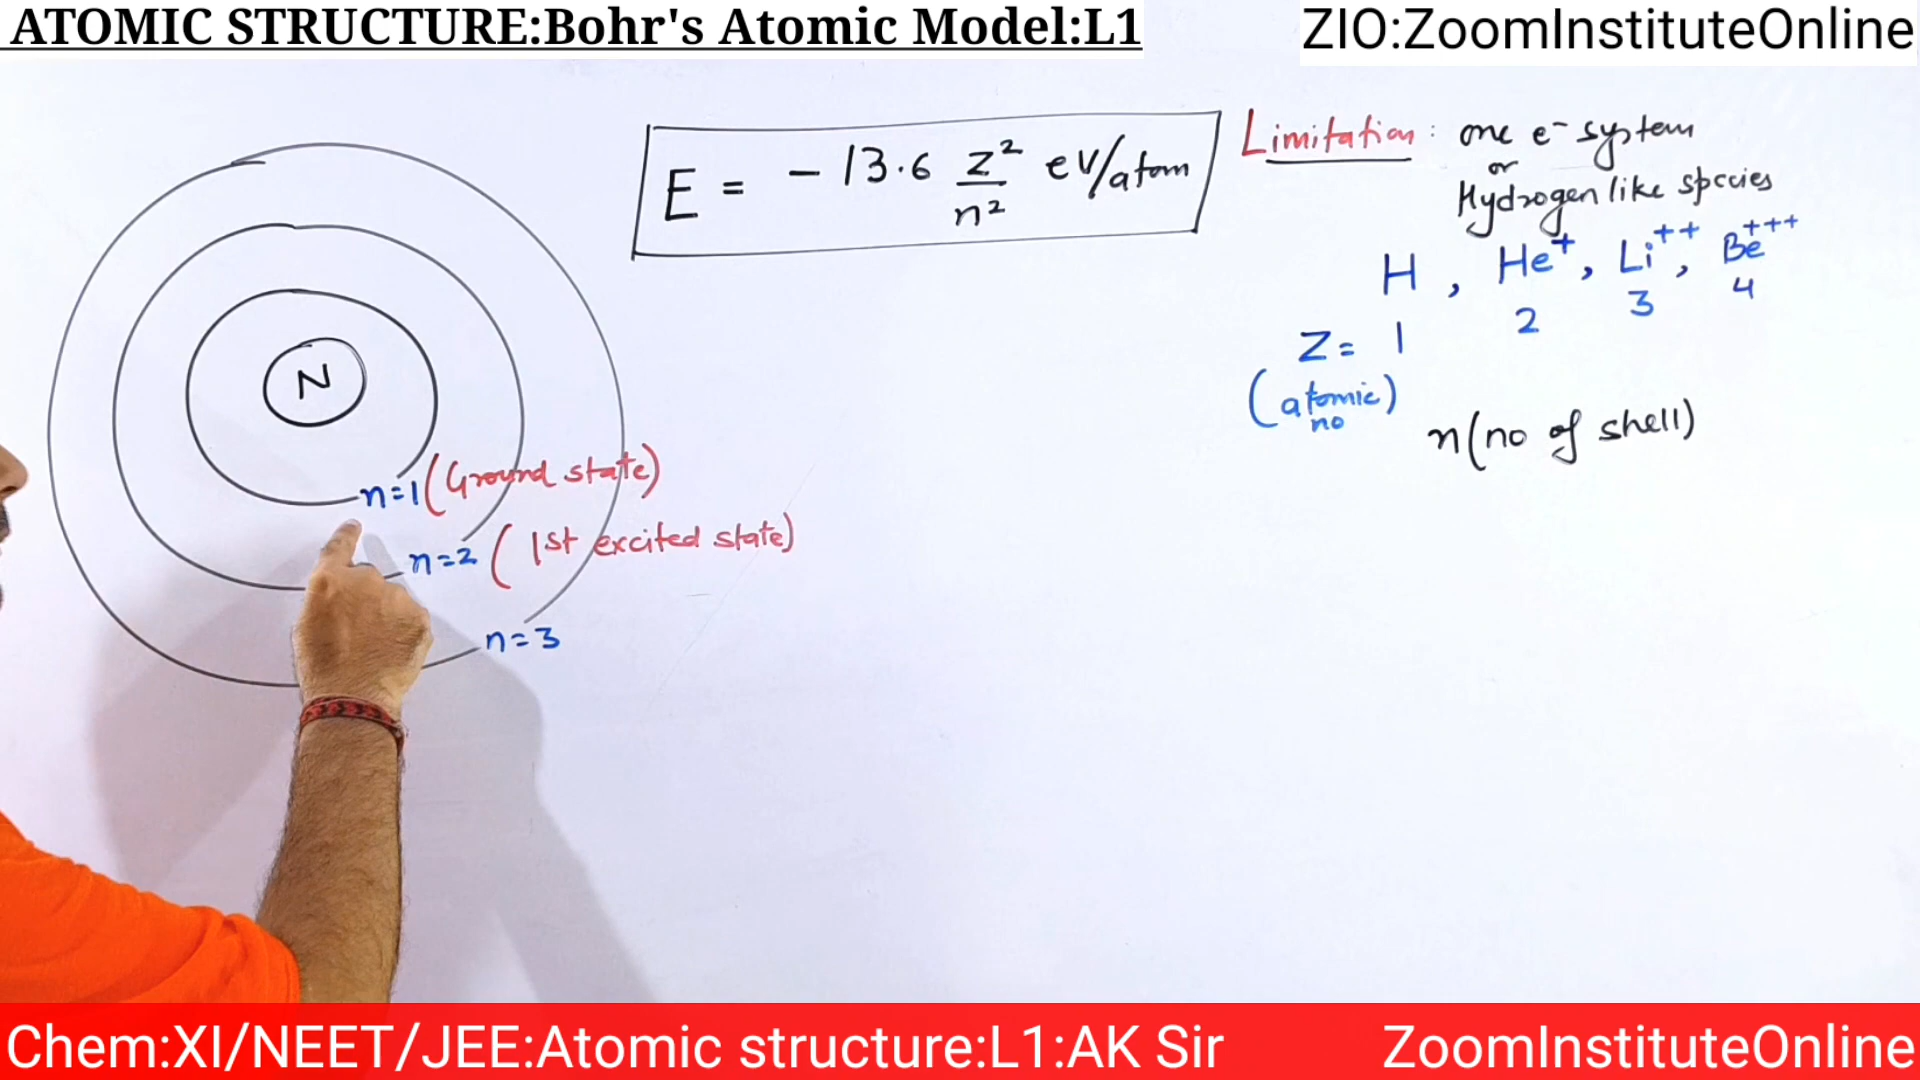 ATOMIC STRUCTURE:Bohr's Atomic Model:L1
ZIO:ZoomInstituteOnline
E = - 13.6 Z²/n² eV/atom
Limitation : one e⁻ system
or
Hydrogen like species
H , He⁺, Li⁺⁺, Be⁺⁺⁺
Z= 1 2 3 4
(atomic no)
n(no of shell)
N
n=1(Ground state)
n=2 (1st excited state)
n=3
Chem:XI/NEET/JEE:Atomic structure:L1:AK Sir
ZoomInstituteOnline